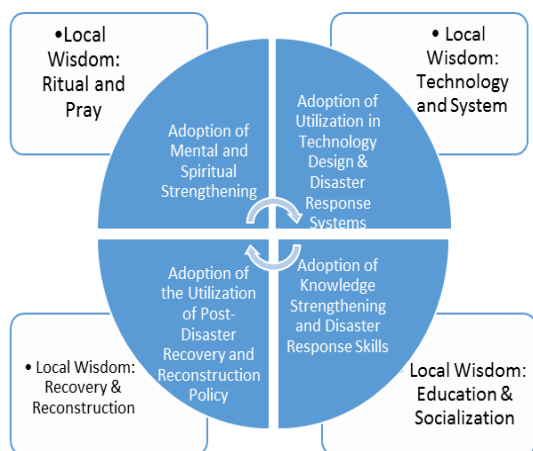 •Local
Wisdom:
Ritual and
Pray
• Local
Wisdom:
Technology
and System
Adoption of
Mental and
Spiritual
Strengthening
Adoption of
Utilization in
Technology
Design &
Disaster
Response
Systems
Adoption of
the Utilization
of Post-
Disaster
Recovery and
Reconstruction
Policy
Adoption of
Knowledge
Strengthening
and Disaster
Response Skills
• Local Wisdom:
Recovery &
Reconstruction
Local Wisdom:
Education &
Socialization